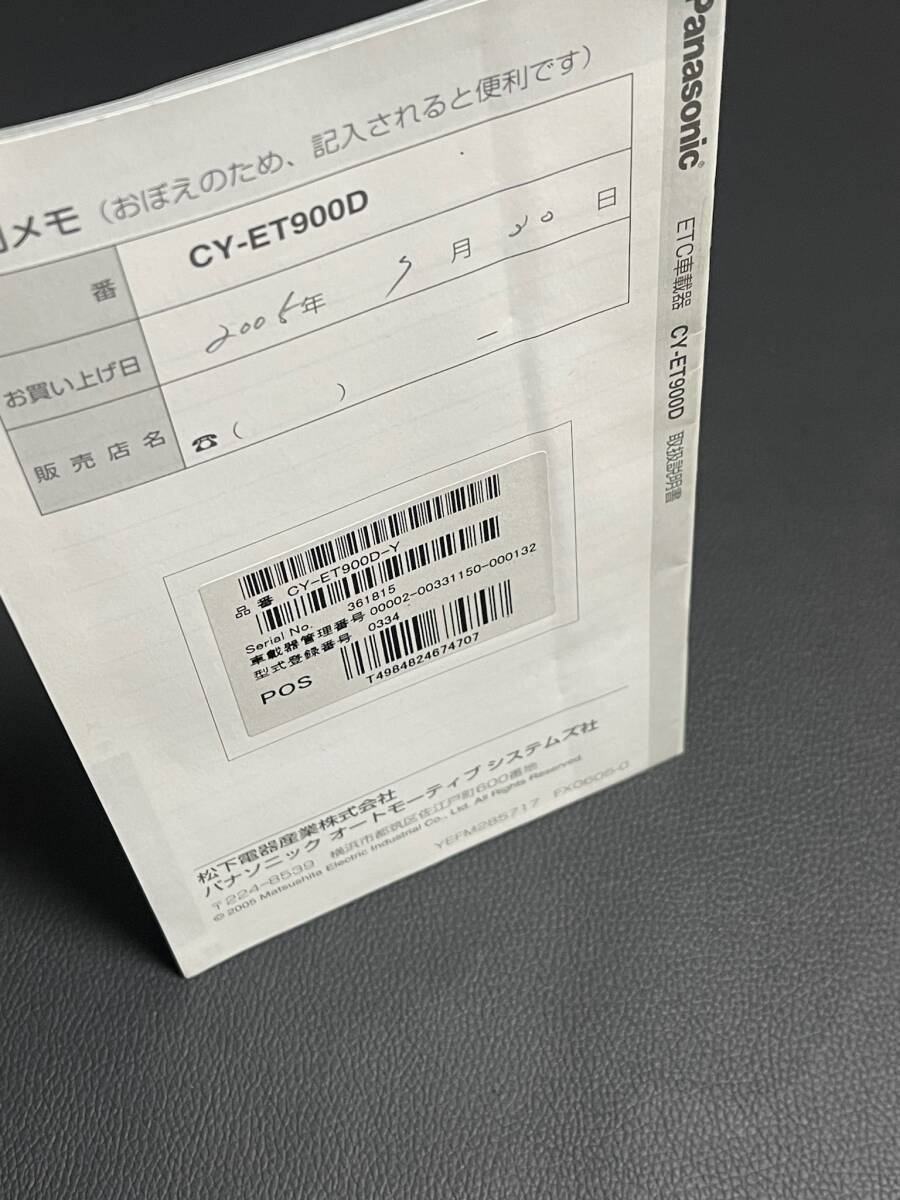 メモ（おぼえのため、記入されると便利です）
番 CY-ET900D
お買い上げ日 年 月 30 日
販売店名 ☎（ ） –
品番 CY-ET900D-Y
Serial No. 361815
車載器管理番号 00002-00331150-000132
型式登録番号 0334
POS
T4984824674707
松下電器産業株式会社
パナソニック オートモーティブ システムズ社
〒224-8539 横浜市都筑区佐江戸町600番地
© 2005 Matsushita Electric Industrial Co., Ltd. All Rights Reserved.
YEFM285717 FX0605-0
Panasonic
ETC車載器 CY-ET900D 取扱説明書